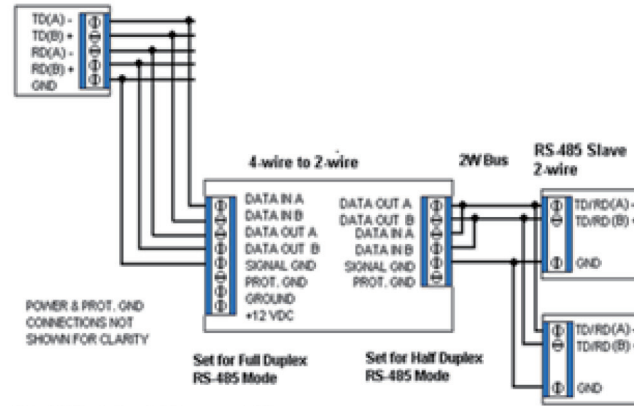 TD(A) -
TD(B) +
RD(A) -
RD(B) +
GND
4-wire to 2-wire
2W Bus
RS-485 Slave
2-wire
DATA IN A
DATA IN B
DATA OUT A
DATA OUT B
SIGNAL GND
PROT. GND
GROUND
+12 VDC
DATA OUT A
DATA OUT B
DATA IN A
DATA IN B
SIGNAL GND
PROT. GND
TD/RD(A) -
TD/RD(B) +
GND
POWER & PROT. GND
CONNECTIONS NOT
SHOWN FOR CLARITY
Set for Full Duplex
RS-485 Mode
Set for Half Duplex
RS-485 Mode
TD/RD(A) -
TD/RD(B) +
GND